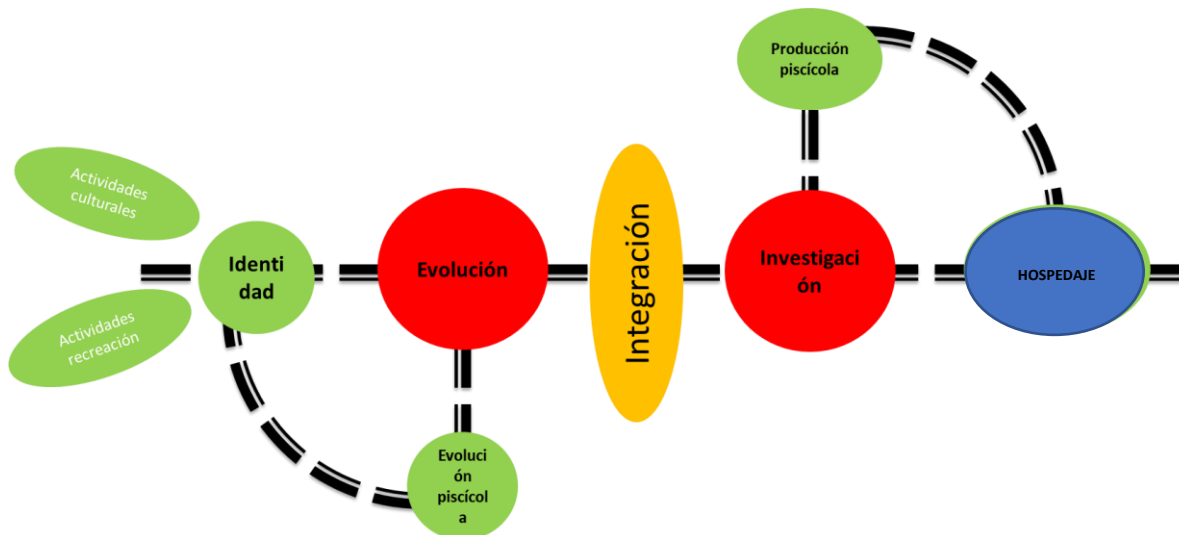 Actividades
culturales
Actividades
recreación
Identi
dad
Evolución
Evoluci
ón
piscícol
a
Integración
Producción
piscícola
Investigaci
ón
HOSPEDAJE